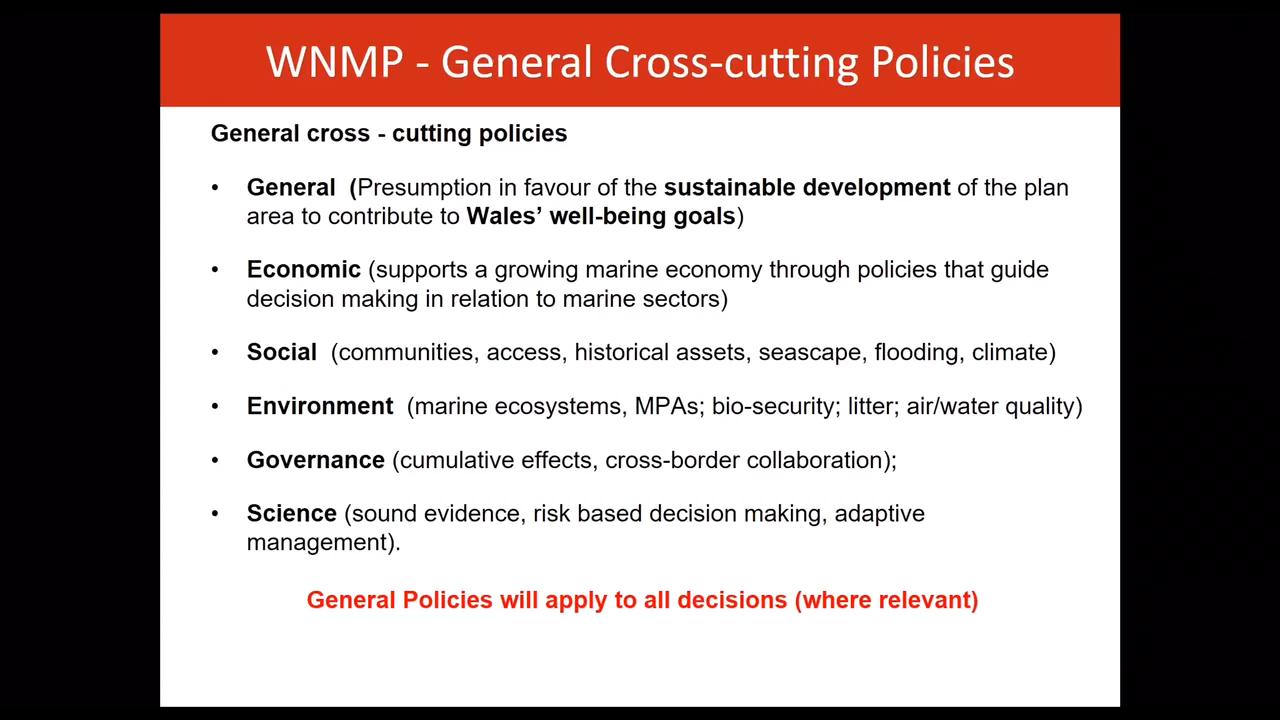 WNMP - General Cross-cutting Policies
General cross - cutting policies
• General (Presumption in favour of the sustainable development of the plan
area to contribute to Wales’ well-being goals)
• Economic (supports a growing marine economy through policies that guide
decision making in relation to marine sectors)
• Social (communities, access, historical assets, seascape, flooding, climate)
• Environment (marine ecosystems, MPAs; bio-security; litter; air/water quality)
• Governance (cumulative effects, cross-border collaboration);
• Science (sound evidence, risk based decision making, adaptive
management).
General Policies will apply to all decisions (where relevant)